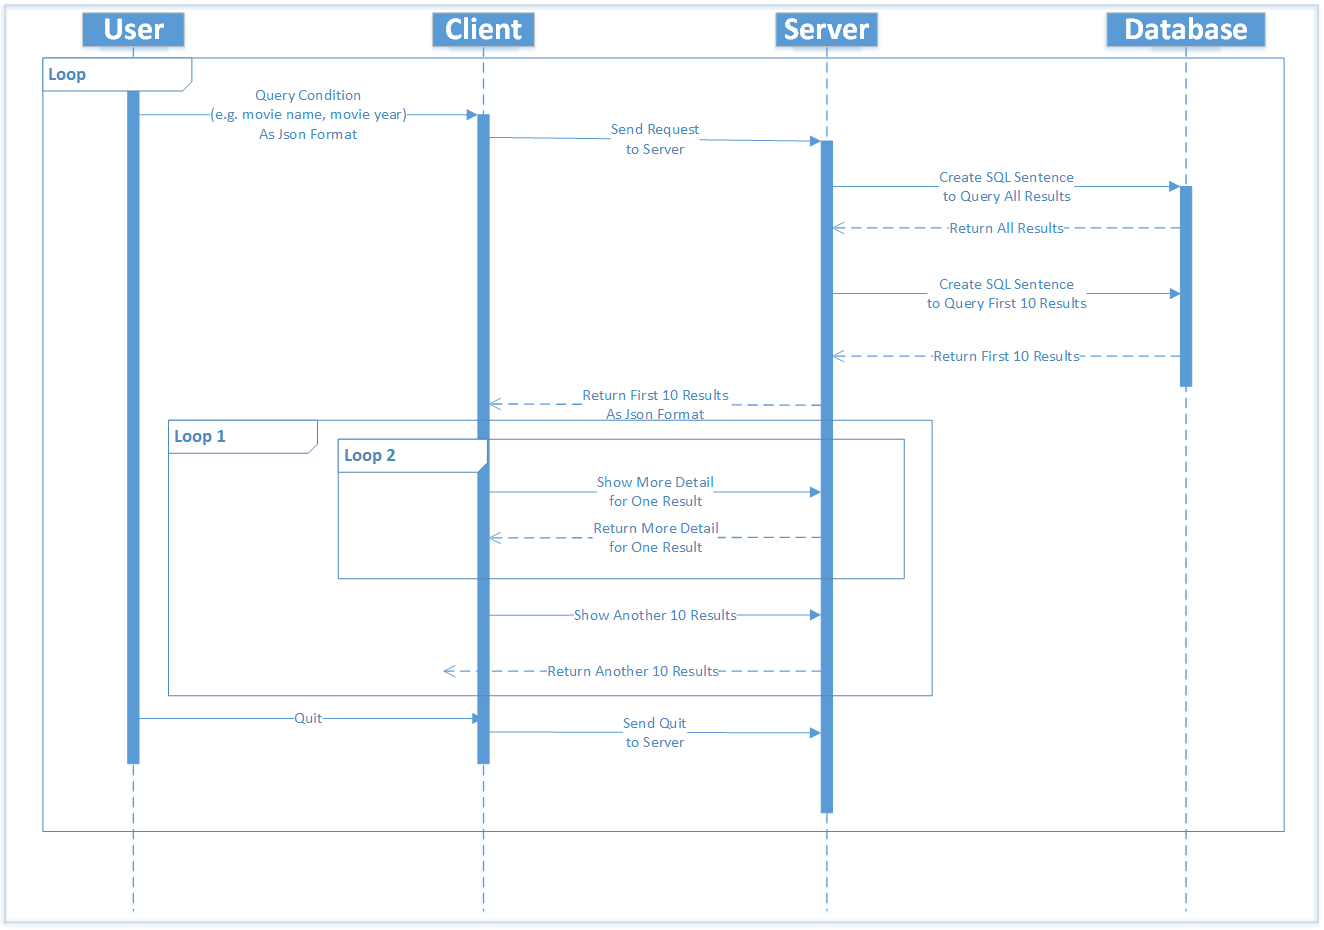 User
Client
Server
Database
Loop
Query Condition
(e.g. movie name, movie year)
As Json Format
Send Request
to Server
Create SQL Sentence
to Query All Results
Return All Results
Create SQL Sentence
to Query First 10 Results
Return First 10 Results
Return First 10 Results
As Json Format
Loop 1
Loop 2
Show More Detail
for One Result
Return More Detail
for One Result
Show Another 10 Results
Return Another 10 Results
Quit
Send Quit
to Server